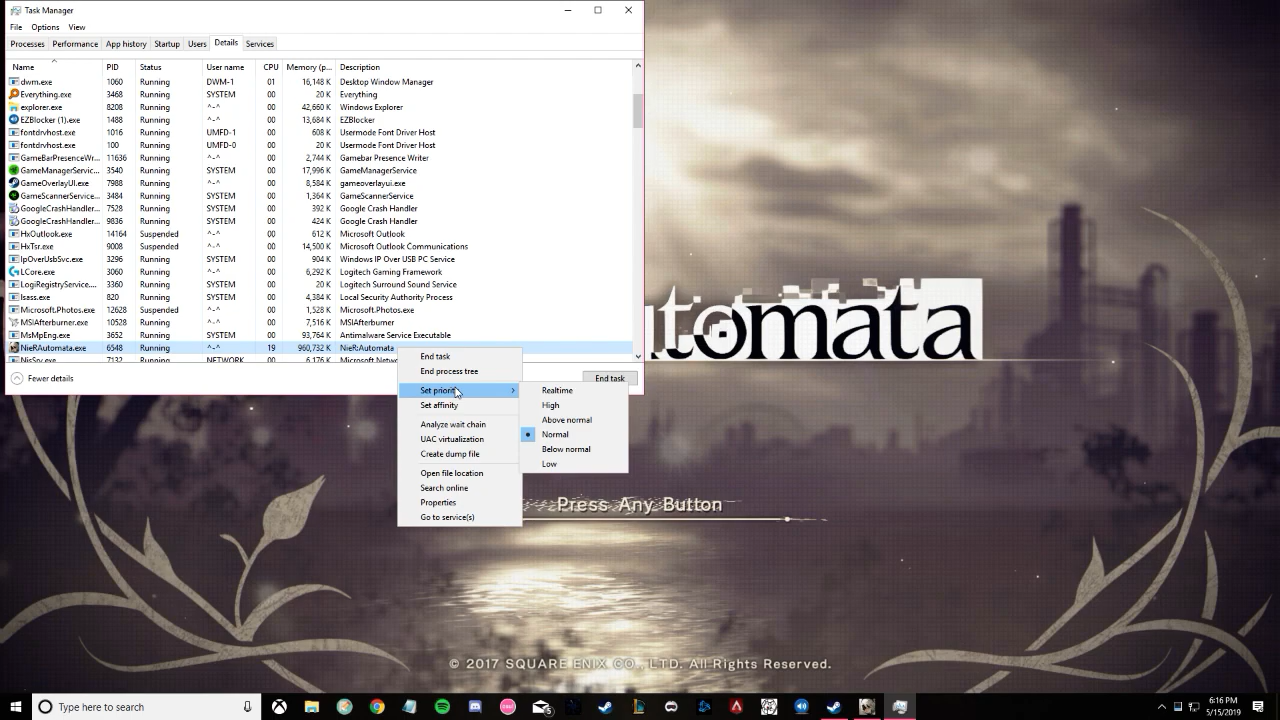 Task Manager
File Options View
Processes Performance App history Startup Users Details Services
Name PID Status User name CPU Memory (p... Description
dwm.exe 1060 Running DWM-1 01 16,148 K Desktop Window Manager
Everything.exe 3468 Running SYSTEM 00 20 K Everything
explorer.exe 8208 Running ^-^ 00 42,660 K Windows Explorer
EZBlocker (1).exe 1488 Running ^-^ 00 13,684 K EZBlocker
fontdrvhost.exe 1016 Running UMFD-1 00 608 K Usermode Font Driver Host
fontdrvhost.exe 100 Running UMFD-0 00 20 K Usermode Font Driver Host
GameBarPresenceWr... 11636 Running ^-^ 00 2,744 K Gamebar Presence Writer
GameManagerServic... 3540 Running SYSTEM 00 17,996 K GameManagerService
GameOverlayUI.exe 7988 Running ^-^ 00 8,584 K gameoverlayui.exe
GameScannerService... 3484 Running SYSTEM 00 1,364 K GameScannerService
GoogleCrashHandler... 7528 Running SYSTEM 00 392 K Google Crash Handler
GoogleCrashHandler... 9836 Running SYSTEM 00 424 K Google Crash Handler
HxOutlook.exe 14164 Suspended ^-^ 00 612 K Microsoft Outlook
HxTsr.exe 9008 Suspended ^-^ 00 14,500 K Microsoft Outlook Communications
IpOverUsbSvc.exe 3296 Running SYSTEM 00 904 K Windows IP Over USB PC Service
LCore.exe 3060 Running ^-^ 00 6,292 K Logitech Gaming Framework
LogiRegistryService.... 3360 Running SYSTEM 00 20 K Logitech Surround Sound Service
lsass.exe 820 Running SYSTEM 00 4,384 K Local Security Authority Process
Microsoft.Photos.exe 12628 Suspended ^-^ 00 1,528 K Microsoft.Photos.exe
MSIAfterburner.exe 10528 Running ^-^ 00 7,516 K MSIAfterburner
MsMpEng.exe 3652 Running SYSTEM 00 93,764 K Antimalware Service Executable
NieRAutomata.exe 6548 Running ^-^ 19 960,732 K NieR:Automata
NisSrv.exe 7132 Running NETWORK 00 6,176 K Microsoft Netw
Fewer details End task
End task
End process tree
Set priority
Set affinity
Analyze wait chain
UAC virtualization
Create dump file
Open file location
Search online
Properties
Go to service(s)
Realtime
High
Above normal
Normal
Below normal
Low
utomata
Press Any Button
© 2017 SQUARE ENIX CO., LTD. All Rights Reserved.
Type here to search
6:16 PM
5/15/2019